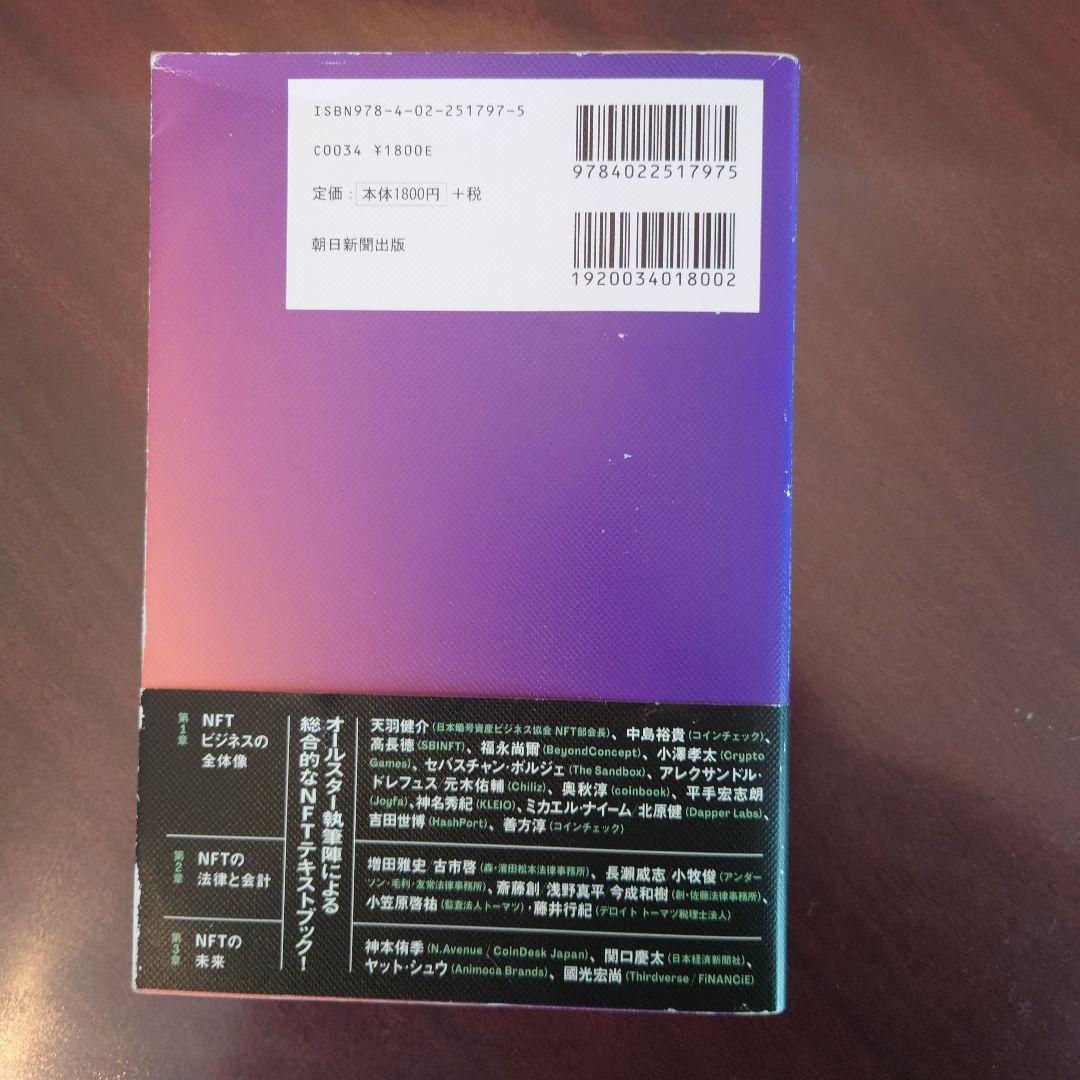 ISBN978-4-02-251797-5
C0034 ¥1800E
定価：本体1800円＋税
朝日新聞出版
9784022517975
1920034018002
オールスター執筆陣による
総合的なNFTテキストブック！
第1章
NFT
ビジネスの
全体像
天羽健介(日本暗号資産ビジネス協会 NFT部会長)、中島裕貴(コインチェック)、
高長徳(SBINFT)、福永尚爾(BeyondConcept)、小澤孝太(Crypto
Games)、セバスチャン・ボルジェ(The Sandbox)、アレクサンドル・
ドレフュス 元木佑輔(Chiliz)、奥秋淳(coinbook)、平手宏志朗
(Joyfa)、神名秀紀(KLEIO)、ミカエル・ナイーム 北原健(Dapper Labs)、
吉田世博(HashPort)、善方淳(コインチェック)
第2章
NFTの
法律と会計
増田雅史 古市啓(森・濱田松本法律事務所)、長瀬威志 小牧俊(アンダー
ソン・毛利・友常法律事務所)、斎藤創 浅野真平 今成和樹(創・佐藤法律事務所)、
小笠原啓祐(監査法人トーマツ)・藤井行紀(デロイト トーマツ税理士法人)
第3章
NFTの
未来
神本侑季(N.Avenue / CoinDesk Japan)、関口慶太(日本経済新聞社)、
ヤット・シュウ(Animoca Brands)、國光宏尚(Thirdverse / FiNANCiE)